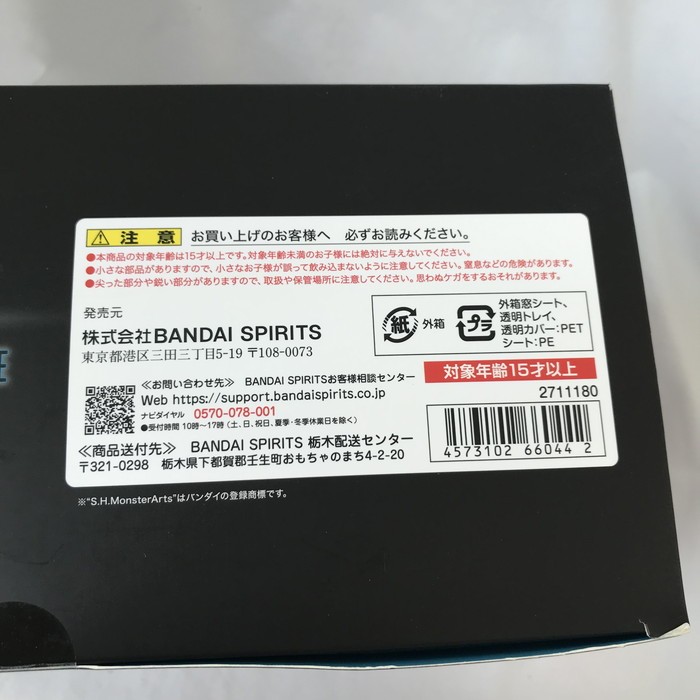 注意 お買い上げのお客様へ 必ずお読みください。
●本商品の対象年齢は15才以上です。対象年齢未満のお子様には絶対に与えないでください。
●小さな部品がありますので、小さなお子様が誤って飲み込まないように注意してください。窒息などの危険があります。
●尖った部分や鋭い部分がありますので、取扱や保管場所に注意してください。思わぬケガをするおそれがあります。
発売元
株式会社BANDAI SPIRITS
東京都港区三田三丁目5-19 〒108-0073
紙 外箱
プラ 外箱窓シート、
透明トレイ、
透明カバー:PET
シート:PE
対象年齢15才以上
2711180
≪お問い合わせ先≫ BANDAI SPIRITSお客様相談センター
Web https://support.bandaispirits.co.jp
ナビダイヤル 0570-078-001
●受付時間 10時~17時(土、日、祝日、夏季・冬季休業日を除く)
≪商品送付先≫ BANDAI SPIRITS 栃木配送センター
〒321-0298 栃木県下都賀郡壬生町おもちゃのまち4-2-20
4573102 66044 2
※“S.H.MonsterArts”はバンダイの登録商標です。